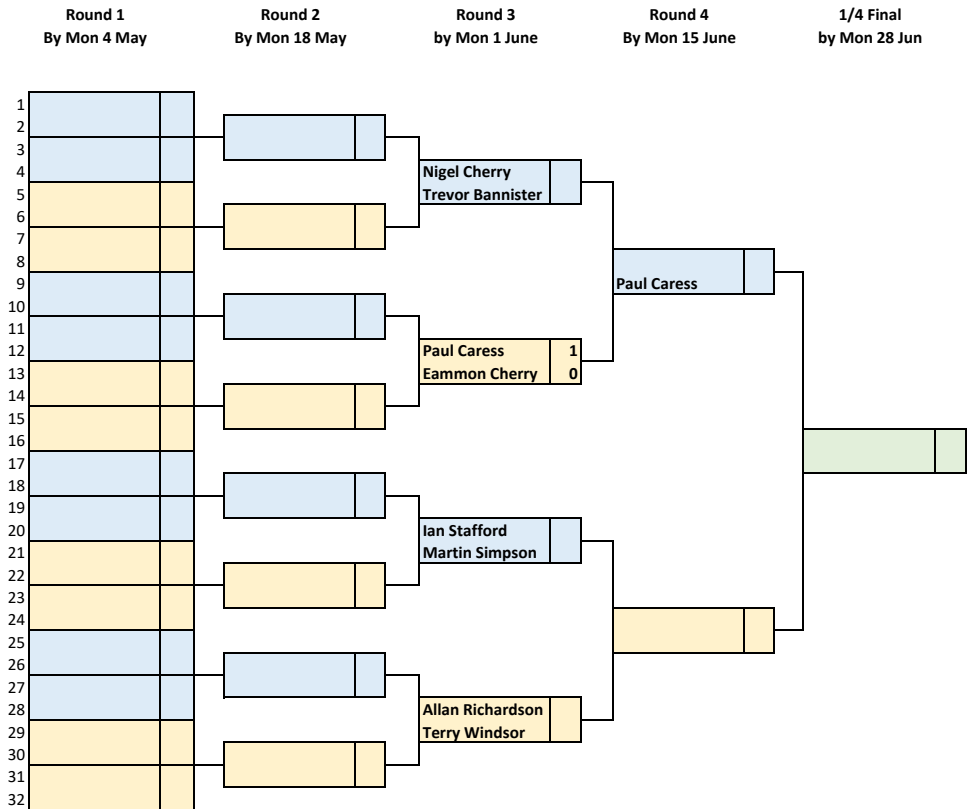 Round 1 Round 2 Round 3 Round 4 1/4 Final
By Mon 4 May By Mon 18 May by Mon 1 June By Mon 15 June by Mon 28 Jun
1
2
3
4 Nigel Cherry
5 Trevor Bannister
6
7
8
9 Paul Caress
10
11
12 Paul Caress 1
13 Eammon Cherry 0
14
15
16
17
18
19
20 Ian Stafford
21 Martin Simpson
22
23
24
25
26
27
28 Allan Richardson
29 Terry Windsor
30
31
32